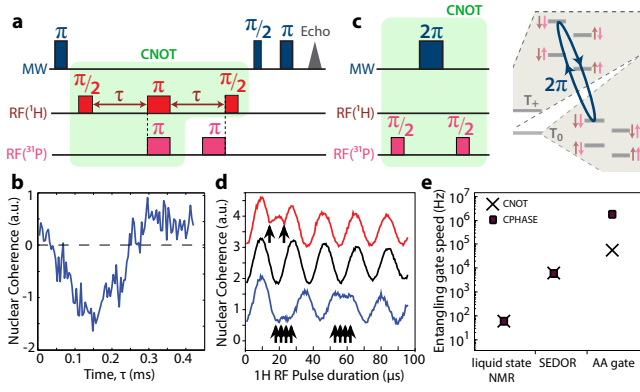 a
π
CNOT
π/2
π
Echo
MW
π/2
τ
π
τ
π/2
RF(¹H)
π
π
RF(³¹P)
c
CNOT
2π
MW
RF(¹H)
π/2
π/2
RF(³¹P)
↓↓
↑↓
↓↑
↑↑
2π
T₊
T₀
↓↓
↑↓
↓↑
↑↑
b
Nuclear Coherence (a.u.)
1
0
-1
-2
0
0.1
0.2
0.3
0.4
Time, τ (ms)
d
Nuclear Coherence (a.u.)
4
3
2
1
0
0
20
40
60
80
100
1H RF Pulse duration (µs)
e
CNOT
CPHASE
Entangling gate speed (Hz)
10⁷
10⁶
10⁵
10⁴
10³
10²
10¹
liquid state
NMR
SEDOR
AA gate